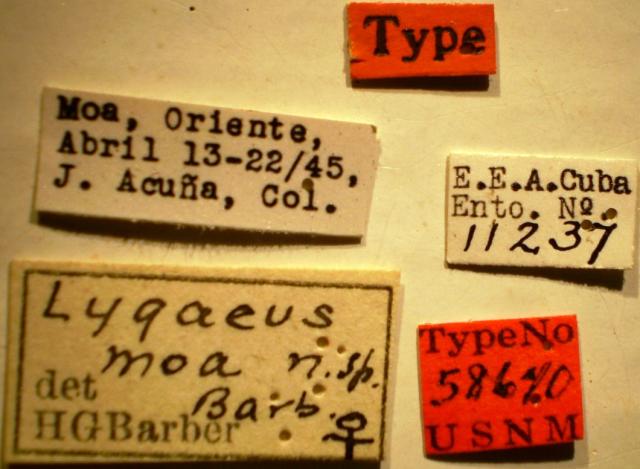 Type
Moa, Oriente,
Abril 13-22/45,
J. Acuña, Col.
E.E.A.Cuba
Ento. Nº.
11237
Lygaeus
moa n.sp.
Barb.
det
HGBarber
♀
TypeNo
58670
USNM